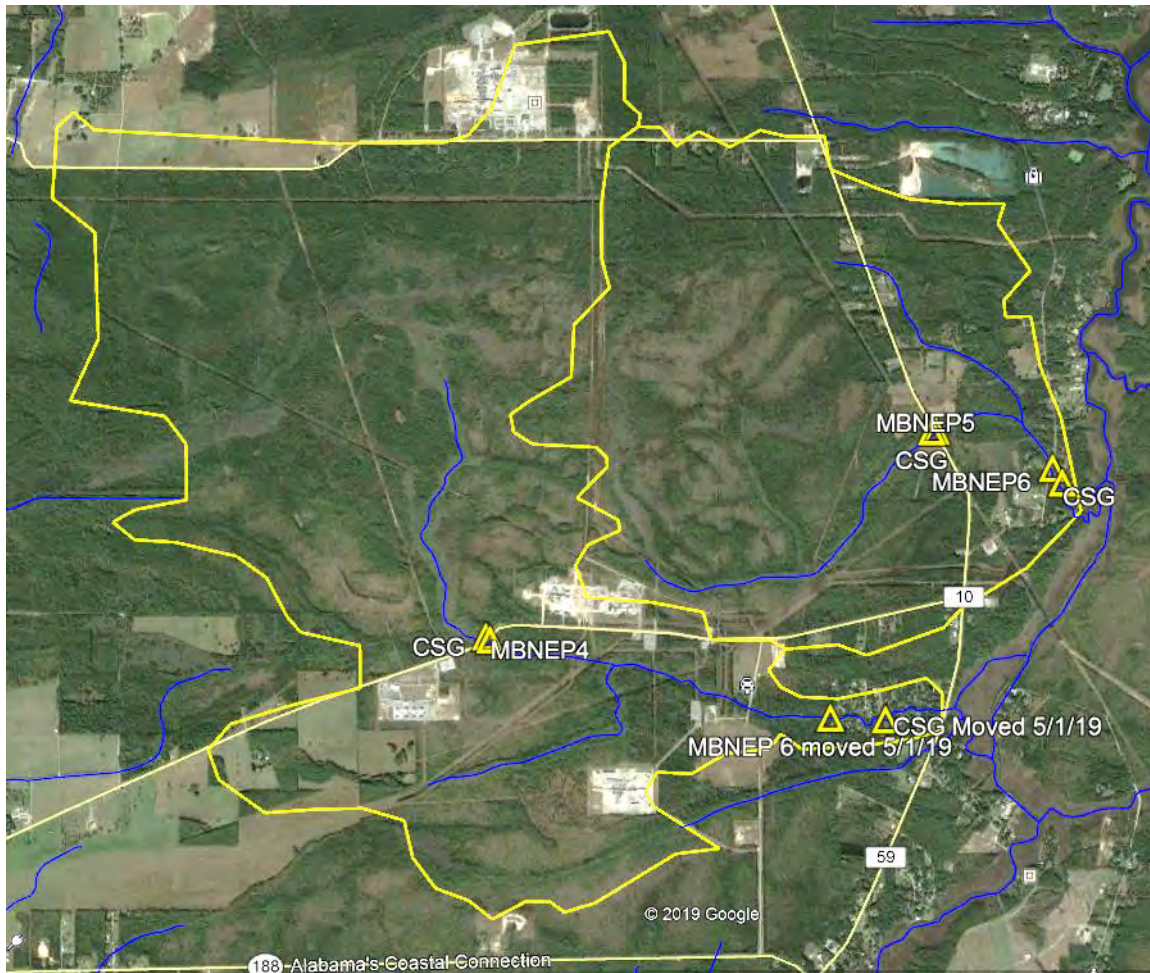 MBNEP5
CSG
MBNEP6
CSG
10
CSG
MBNEP4
CSG Moved 5/1/19
MBNEP 6 moved 5/1/19
59
© 2019 Google
188 Alabama's Coastal Connection